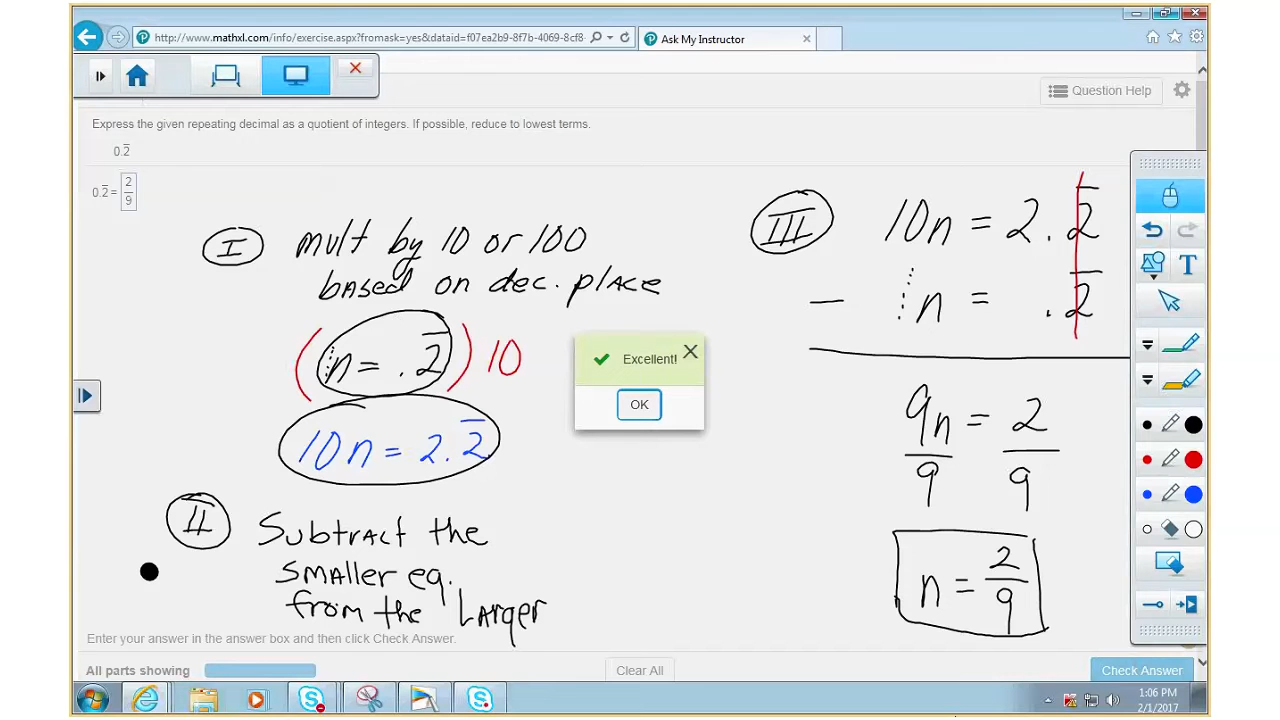 http://www.mathxl.com/info/exercise.aspx?fromask=yes&dataid=f07ea2b9-8f7b-4069-8cf8-
Ask My Instructor
Question Help
Express the given repeating decimal as a quotient of integers. If possible, reduce to lowest terms.
0.2̅
0.2̅ = 2/9
I mult by 10 or 100
based on dec. place
(n = .2̅) 10
10n = 2.2̅
II Subtract the
smaller eq.
from the Larger
III 10n = 2.2̅
− n = .2̅
9n = 2
9 9
n = 2/9
Excellent!
OK
Enter your answer in the answer box and then click Check Answer.
All parts showing
Clear All
Check Answer
1:06 PM
2/1/2017